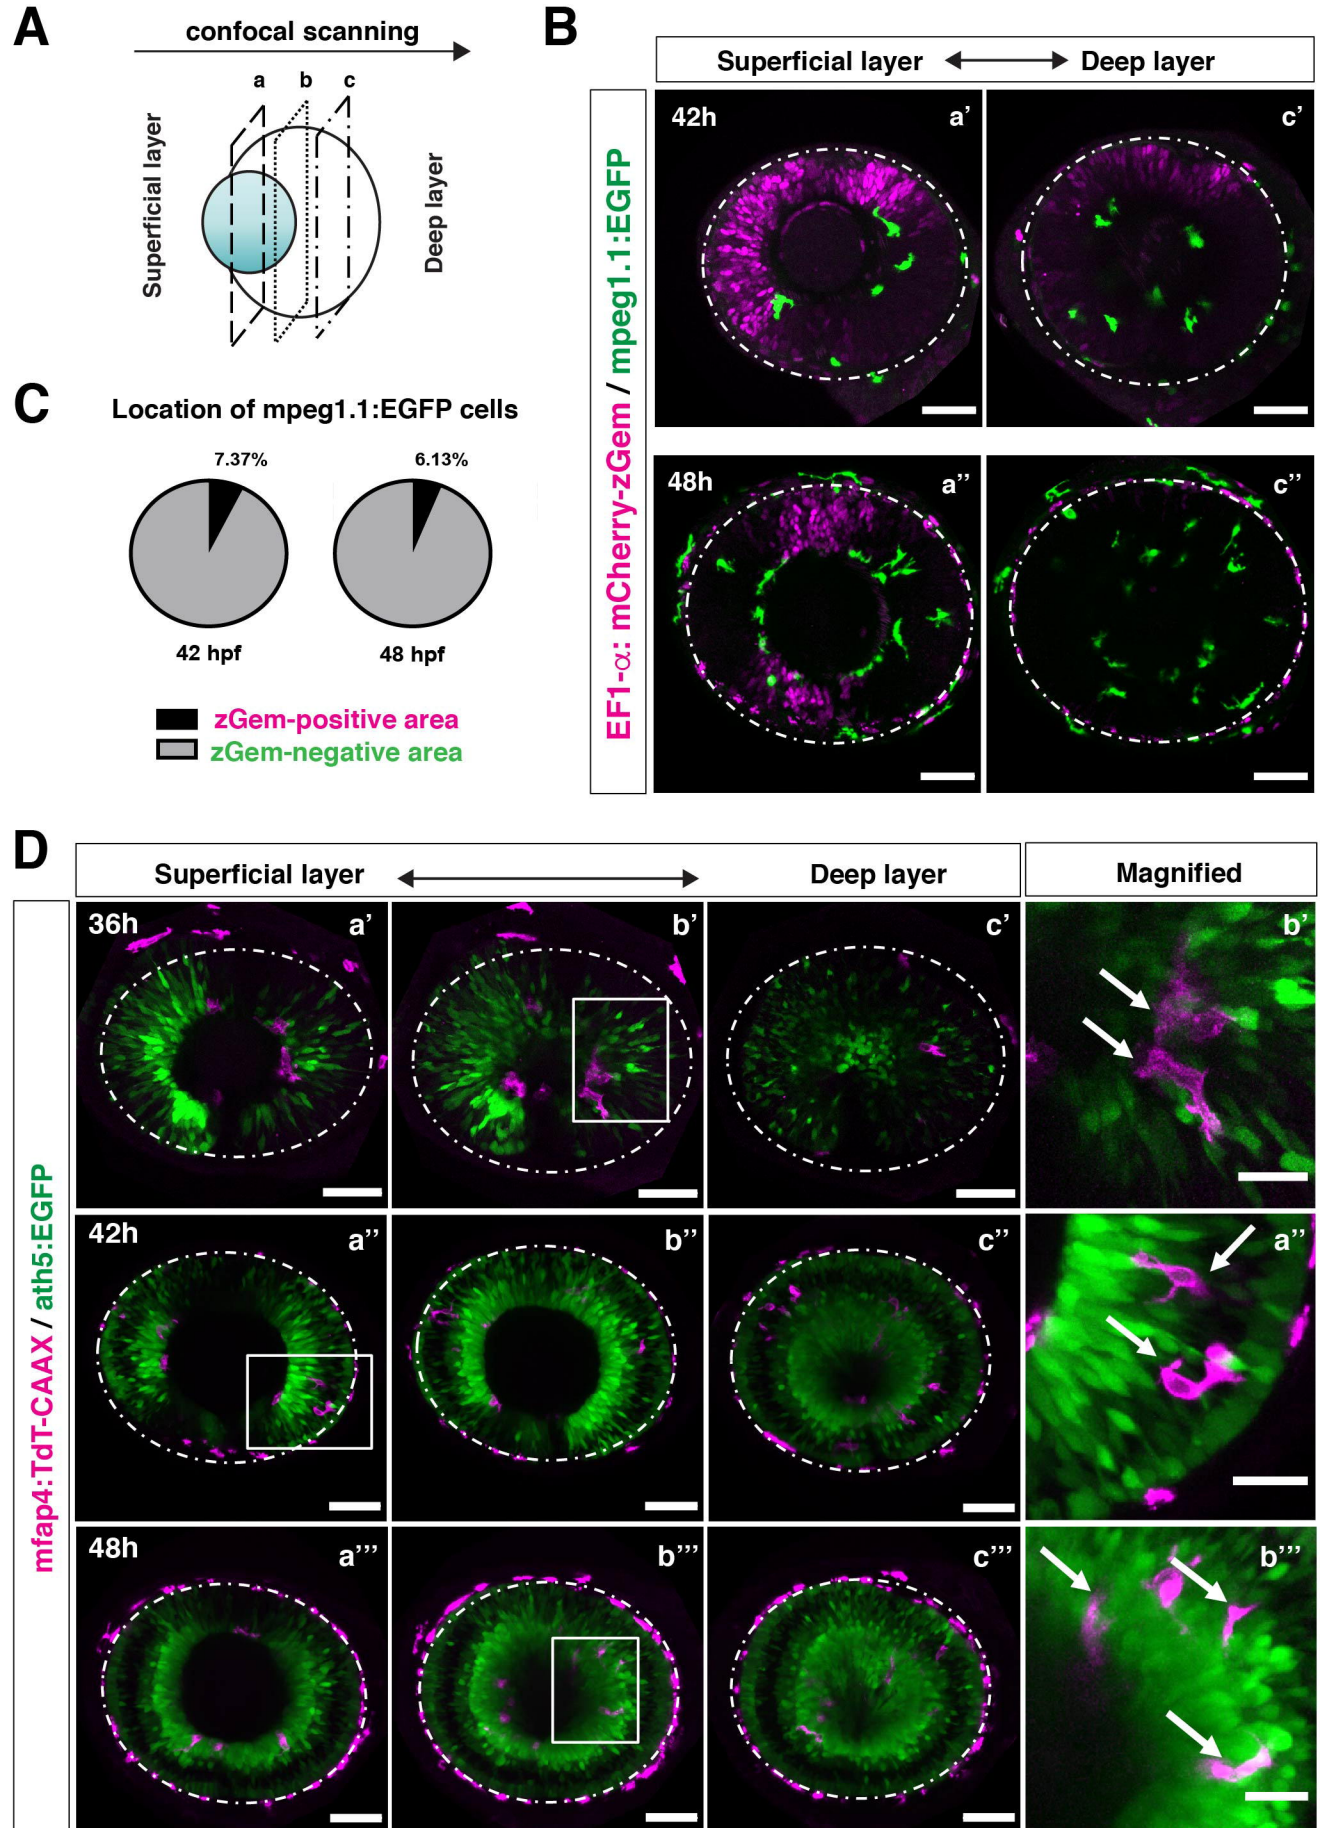 A
confocal scanning
a b c
Superficial layer
Deep layer
B
Superficial layer Deep layer
EF1-α: mCherry-zGem / mpeg1.1:EGFP
42h a’ c’
48h a’’ c’’
C
Location of mpeg1.1:EGFP cells
7.37% 6.13%
42 hpf 48 hpf
zGem-positive area
zGem-negative area
D
Superficial layer Deep layer Magnified
mfap4:TdT-CAAX / ath5:EGFP
36h a’ b’ c’ b’
42h a’’ b’’ c’’ a’’
48h a’’’ b’’’ c’’’ b’’’